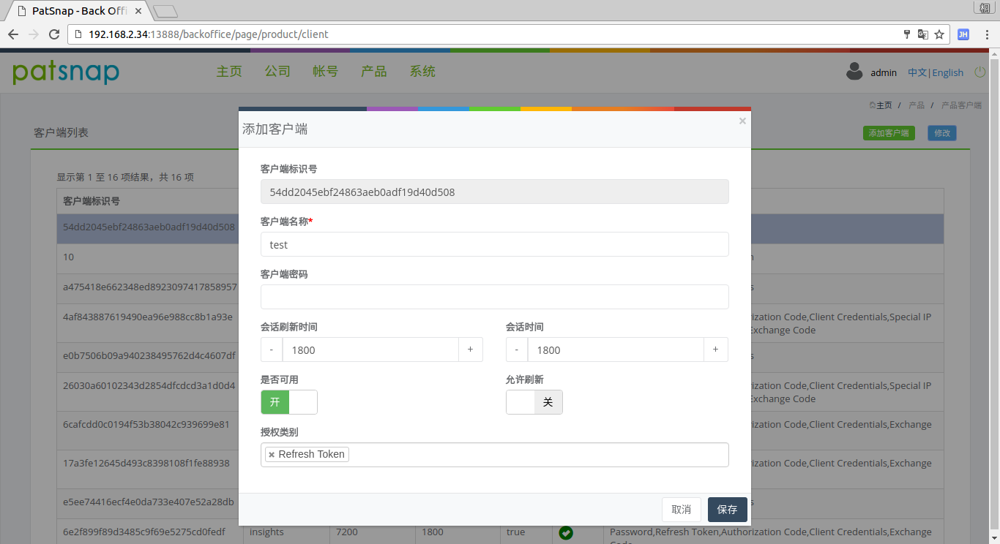 PatSnap - Back Offi
192.168.2.34:13888/backoffice/page/product/client
JH
patsnap
主页 公司 帐号 产品 系统
admin 中文|English
主页 / 产品 / 产品客户端
客户端列表
添加客户端 修改
显示第 1 至 16 项结果，共 16 项
客户端标识号
54dd2045ebf24863aeb0adf19d40d508
10
a475418e662348ed8923097417858957
4af843887619490ea96e988cc8b1a93e
ization Code,Client Credentials,Special IP
Exchange Code
e0b7506b09a940238495762d4c4607df
26030a60102343d2854dfcdcd3a1d0d4
ization Code,Client Credentials,Special IP
Exchange Code
6cafcdd0c0194f53b38042c939699e81
ization Code,Client Credentials,Exchange
17a3fe12645d493c8398108f1fe88938
ization Code,Client Credentials,Exchange
e5ee74416ecf4e0da733e407e52a28db
6e2f899f89d3485c9f69e5275cd0fedf insights 7200 1800 true Password,Refresh Token,Authorization Code,Client Credentials,Exchange
添加客户端 ×
客户端标识号
54dd2045ebf24863aeb0adf19d40d508
客户端名称*
test
客户端密码
会话刷新时间 会话时间
- 1800 + - 1800 +
是否可用 允许刷新
开 关
授权类别
× Refresh Token
取消 保存